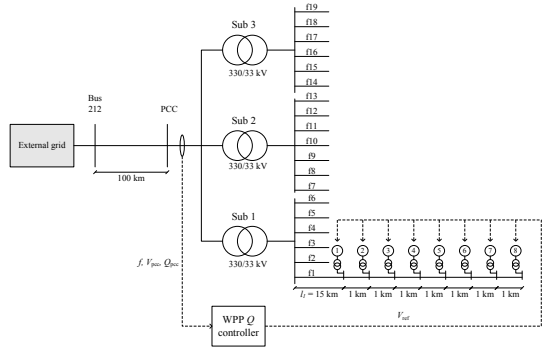 f19
f18
f17
f16
f15
f14
Sub 3
330/33 kV
f13
f12
f11
f10
f9
f8
f7
Sub 2
330/33 kV
Bus
212
PCC
External grid
100 km
f6
f5
f4
f3
f2
f1
Sub 1
330/33 kV
1 2 3 4 5 6 7 8
l1 = 15 km 1 km 1 km 1 km 1 km 1 km 1 km 1 km
f, Vpcc, Qpcc
WPP Q
controller
Vref